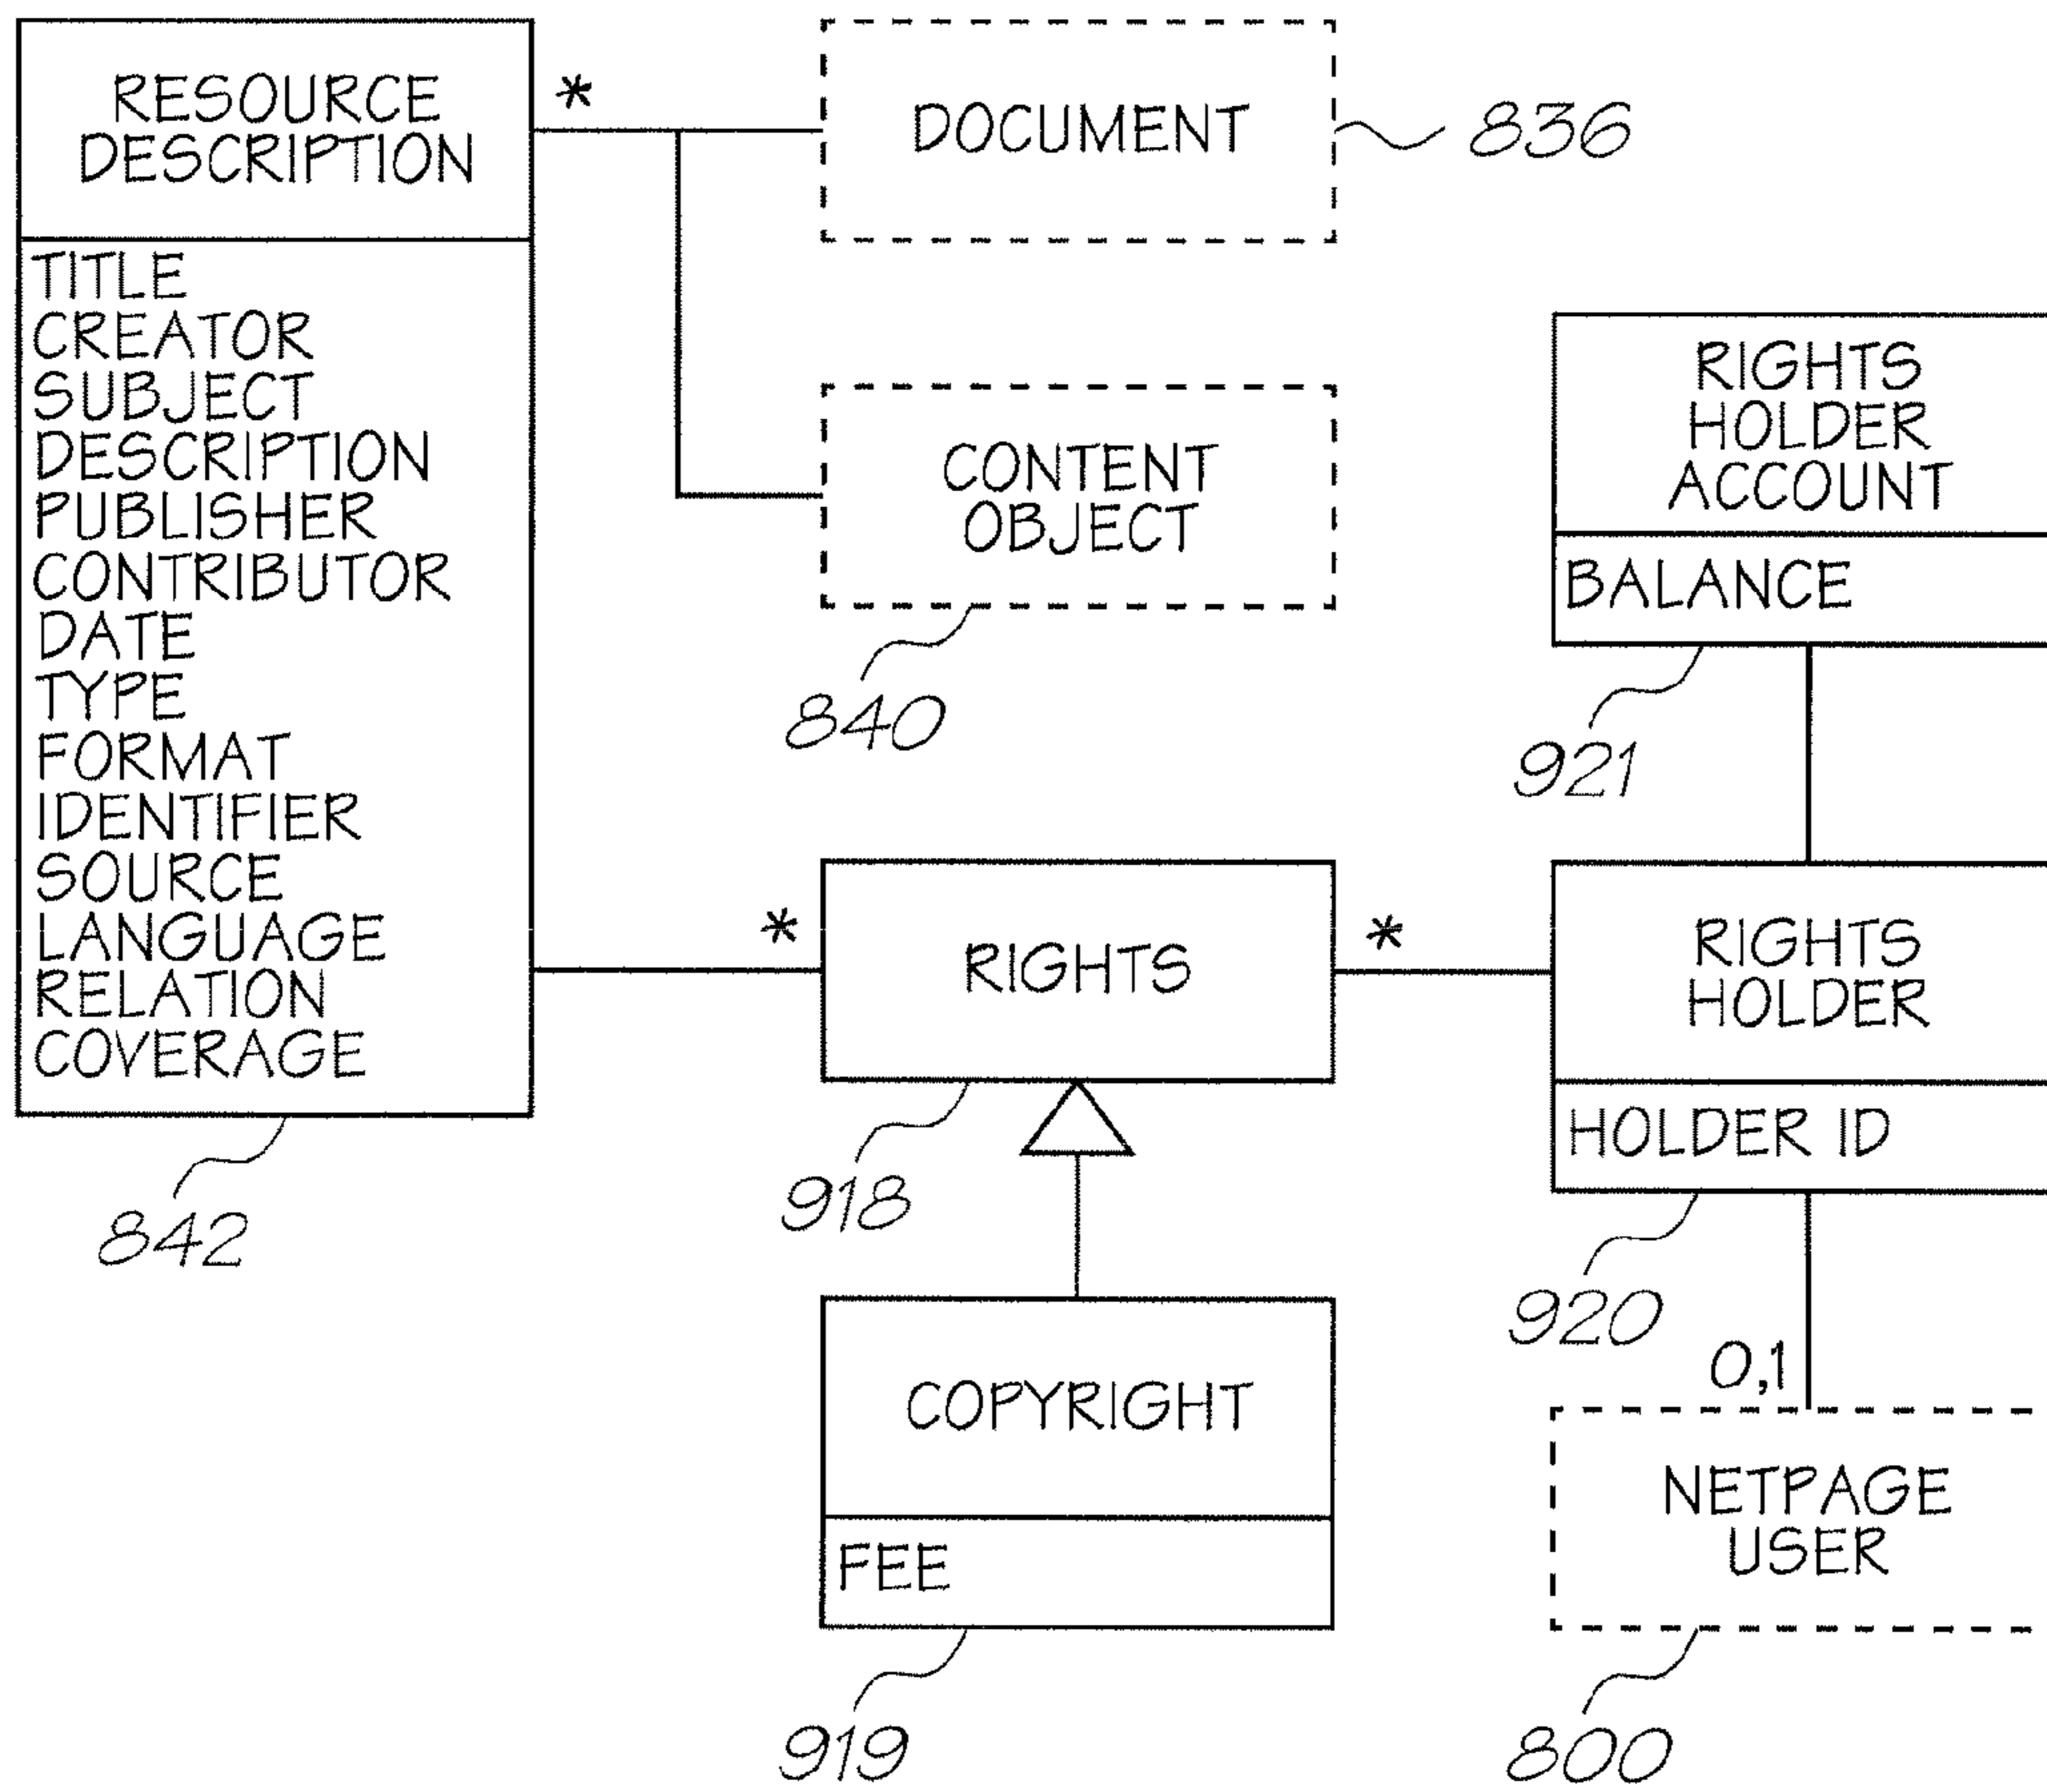 RESOURCE
DESCRIPTION
TITLE
CREATOR
SUBJECT
DESCRIPTION
PUBLISHER
CONTRIBUTOR
DATE
TYPE
FORMAT
IDENTIFIER
SOURCE
LANGUAGE
RELATION
COVERAGE
842
*
DOCUMENT
836
CONTENT
OBJECT
840
RIGHTS
HOLDER
ACCOUNT
BALANCE
921
*
RIGHTS
918
*
RIGHTS
HOLDER
HOLDER ID
920
COPYRIGHT
FEE
919
0,1
NETPAGE
USER
800